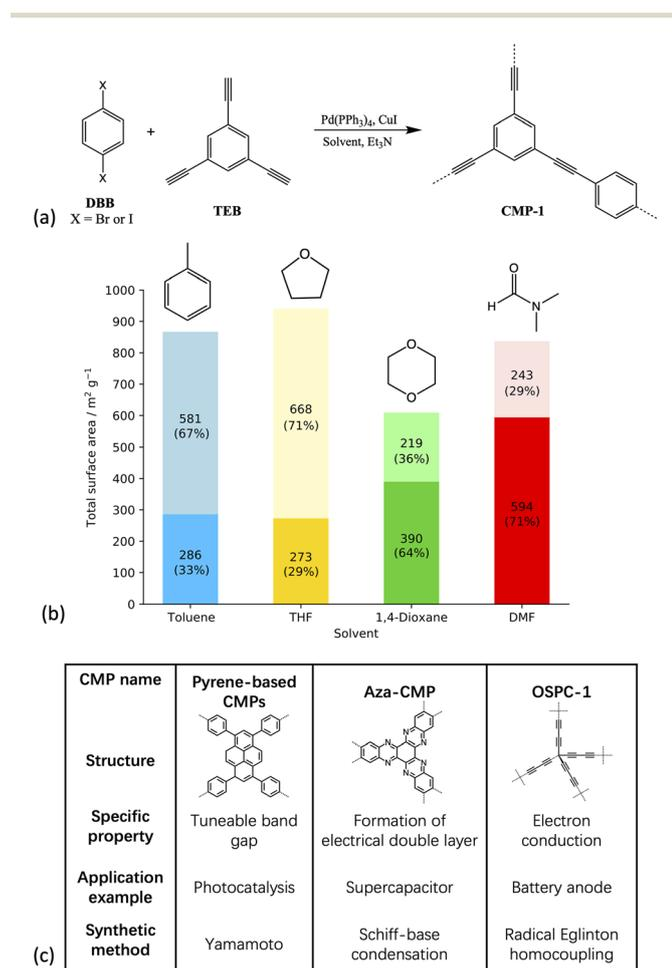 X
X
DBB
X = Br or I
+
TEB
Pd(PPh3)4, CuI
Solvent, Et3N
CMP-1
(a)
Total surface area / m² g⁻¹
1000
900
800
700
600
500
400
300
200
100
0
O
O
O
O
H
N
581
(67%)
286
(33%)
668
(71%)
273
(29%)
219
(36%)
390
(64%)
243
(29%)
594
(71%)
Toluene THF 1,4-Dioxane DMF
Solvent
(b)
CMP name
Pyrene-based
CMPs
Aza-CMP
OSPC-1
Structure
N N
N N
N N
Specific
property
Tuneable band
gap
Formation of
electrical double layer
Electron
conduction
Application
example
Photocatalysis
Supercapacitor
Battery anode
Synthetic
method
Yamamoto
Schiff-base
condensation
Radical Eglinton
homocoupling
(c)